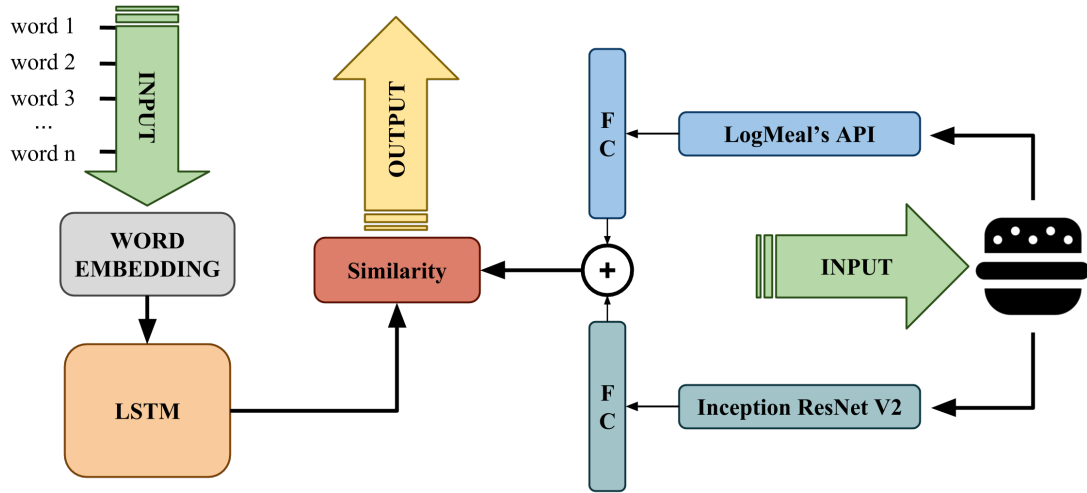 word 1
word 2
word 3
...
word n
INPUT
WORD
EMBEDDING
LSTM
OUTPUT
Similarity
+
F
C
LogMeal's API
INPUT
F
C
Inception ResNet V2